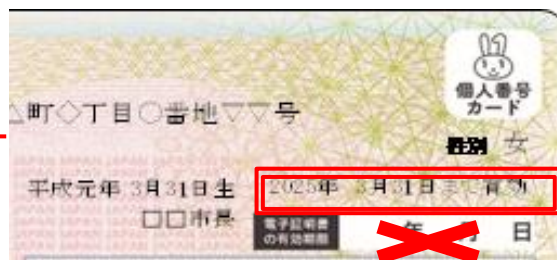 個人番号
カード
△町◇丁目○番地▽▽号
性別 女
平成元年 3月31日生
2025年 3月31日まで有効
□□市長
電子証明書
の有効期限
年 月 日